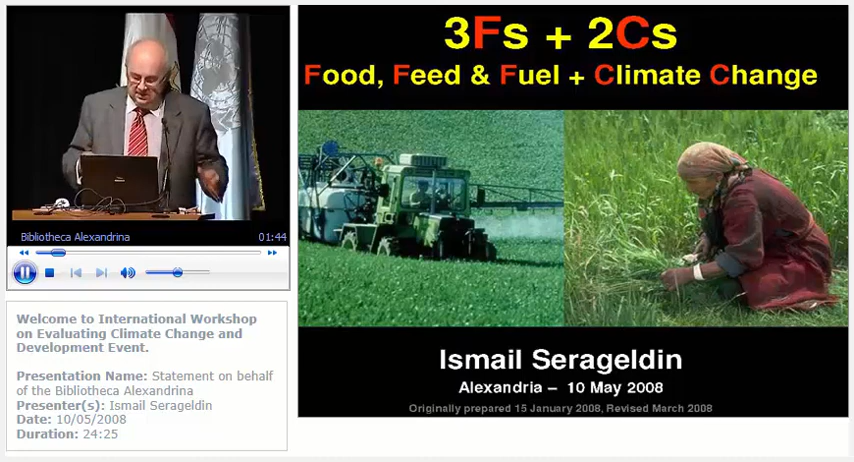 Bibliotheca Alexandrina 01:44
Welcome to International Workshop
on Evaluating Climate Change and
Development Event.
Presentation Name: Statement on behalf
of the Bibliotheca Alexandrina
Presenter(s): Ismail Serageldin
Date: 10/05/2008
Duration: 24:25
3Fs + 2Cs
Food, Feed & Fuel + Climate Change
Ismail Serageldin
Alexandria – 10 May 2008
Originally prepared 15 January 2008, Revised March 2008